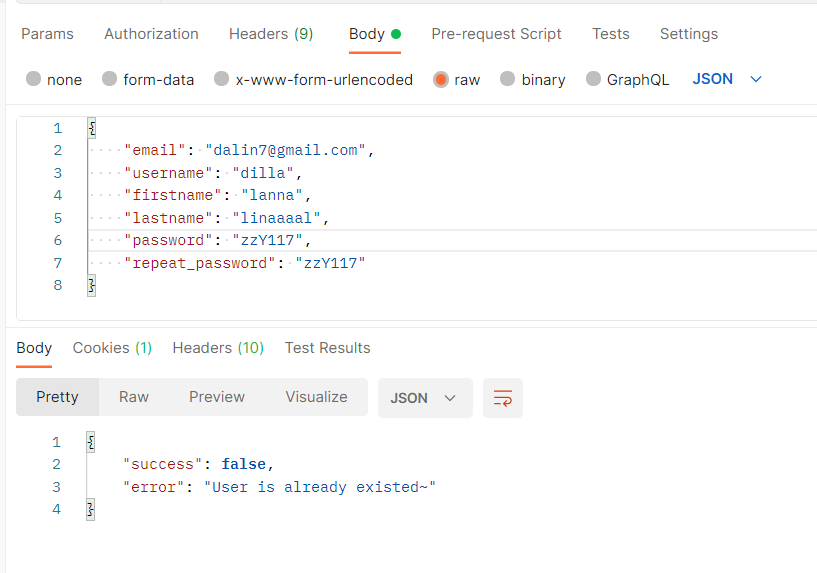 Params Authorization Headers (9) Body Pre-request Script Tests Settings
none form-data x-www-form-urlencoded raw binary GraphQL JSON
1 {
2 "email": "dalin7@gmail.com",
3 "username": "dilla",
4 "firstname": "lanna",
5 "lastname": "linaaaal",
6 "password": "zzY117",
7 "repeat_password": "zzY117"
8 }
Body Cookies (1) Headers (10) Test Results
Pretty Raw Preview Visualize JSON
1 {
2 "success": false,
3 "error": "User is already existed~"
4 }